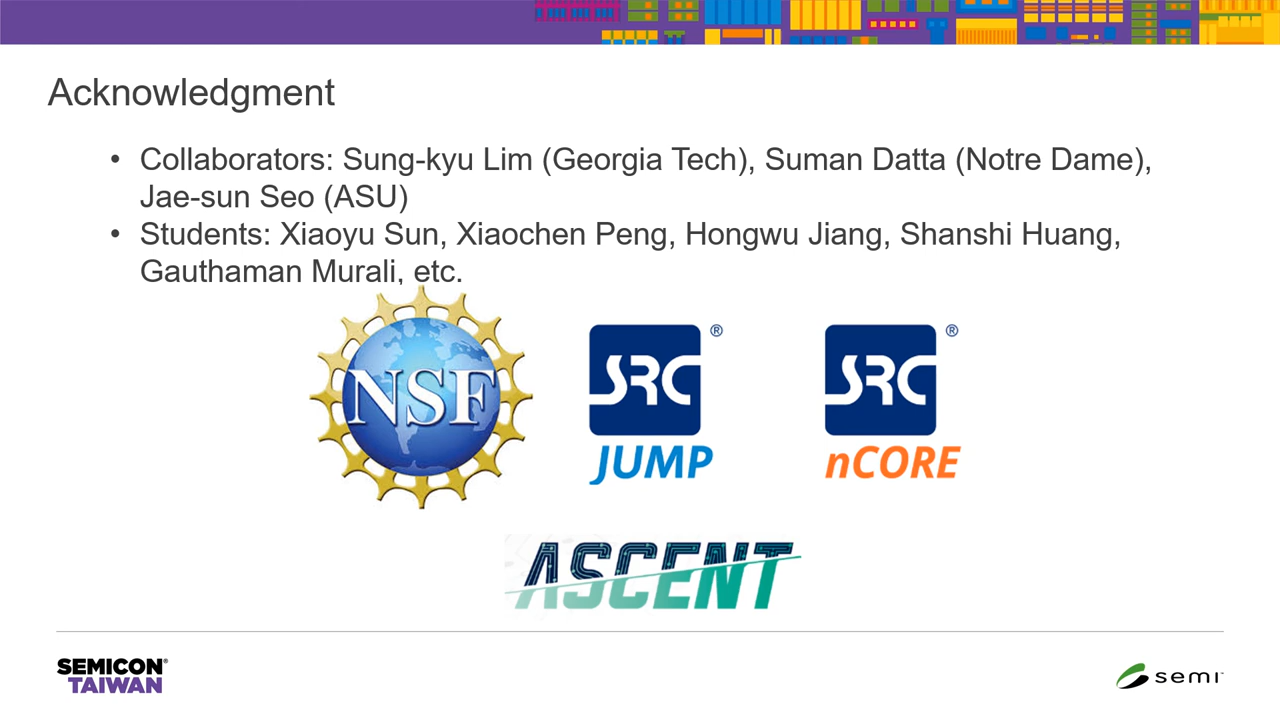 Acknowledgment
• Collaborators: Sung-kyu Lim (Georgia Tech), Suman Datta (Notre Dame),
Jae-sun Seo (ASU)
• Students: Xiaoyu Sun, Xiaochen Peng, Hongwu Jiang, Shanshi Huang,
Gauthaman Murali, etc.
NSF
SRC®
JUMP
SRC®
nCORE
ASCENT
SEMICON®
TAIWAN
semi™